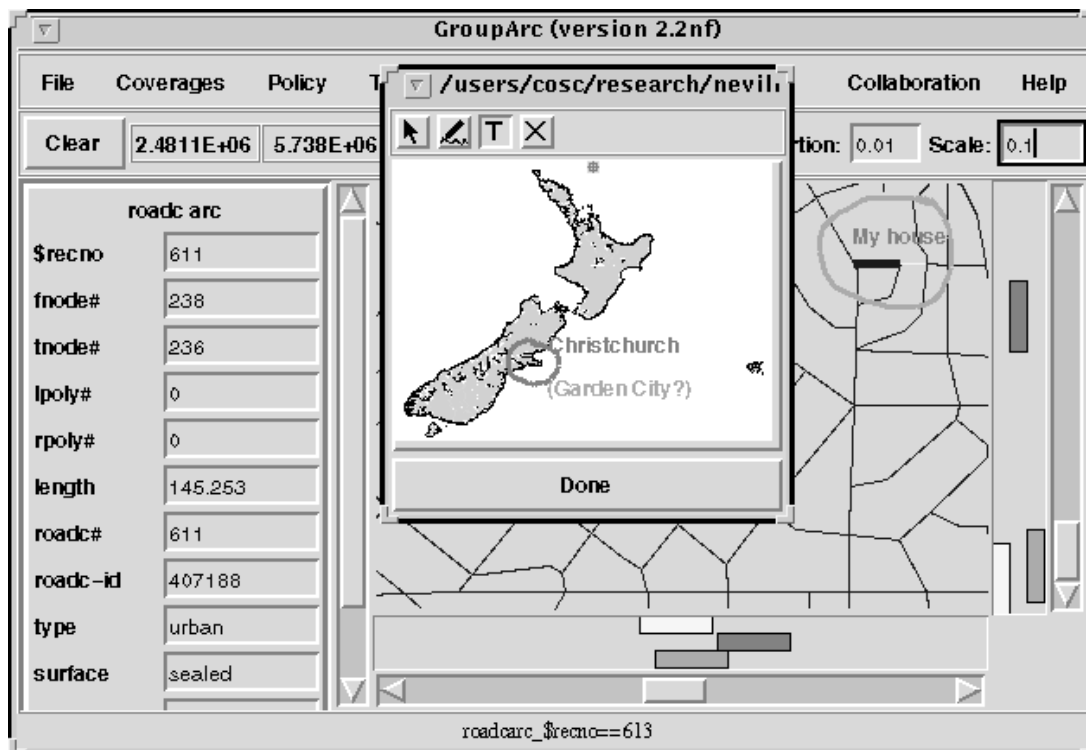 GroupArc (version 2.2nf)
File Coverages Policy Collaboration Help
/users/cosc/research/nevil
Clear 2.4811E+06 5.738E+06 Scale: 0.1
0.01
T
roadc arc
$recno 611
fnode# 238
tnode# 236
lpoly# 0
rpoly# 0
length 145.253
roadc# 611
roadc-id 407188
type urban
surface sealed
Christchurch
(Garden City?)
Done
My house
roadcarc_$recno==613